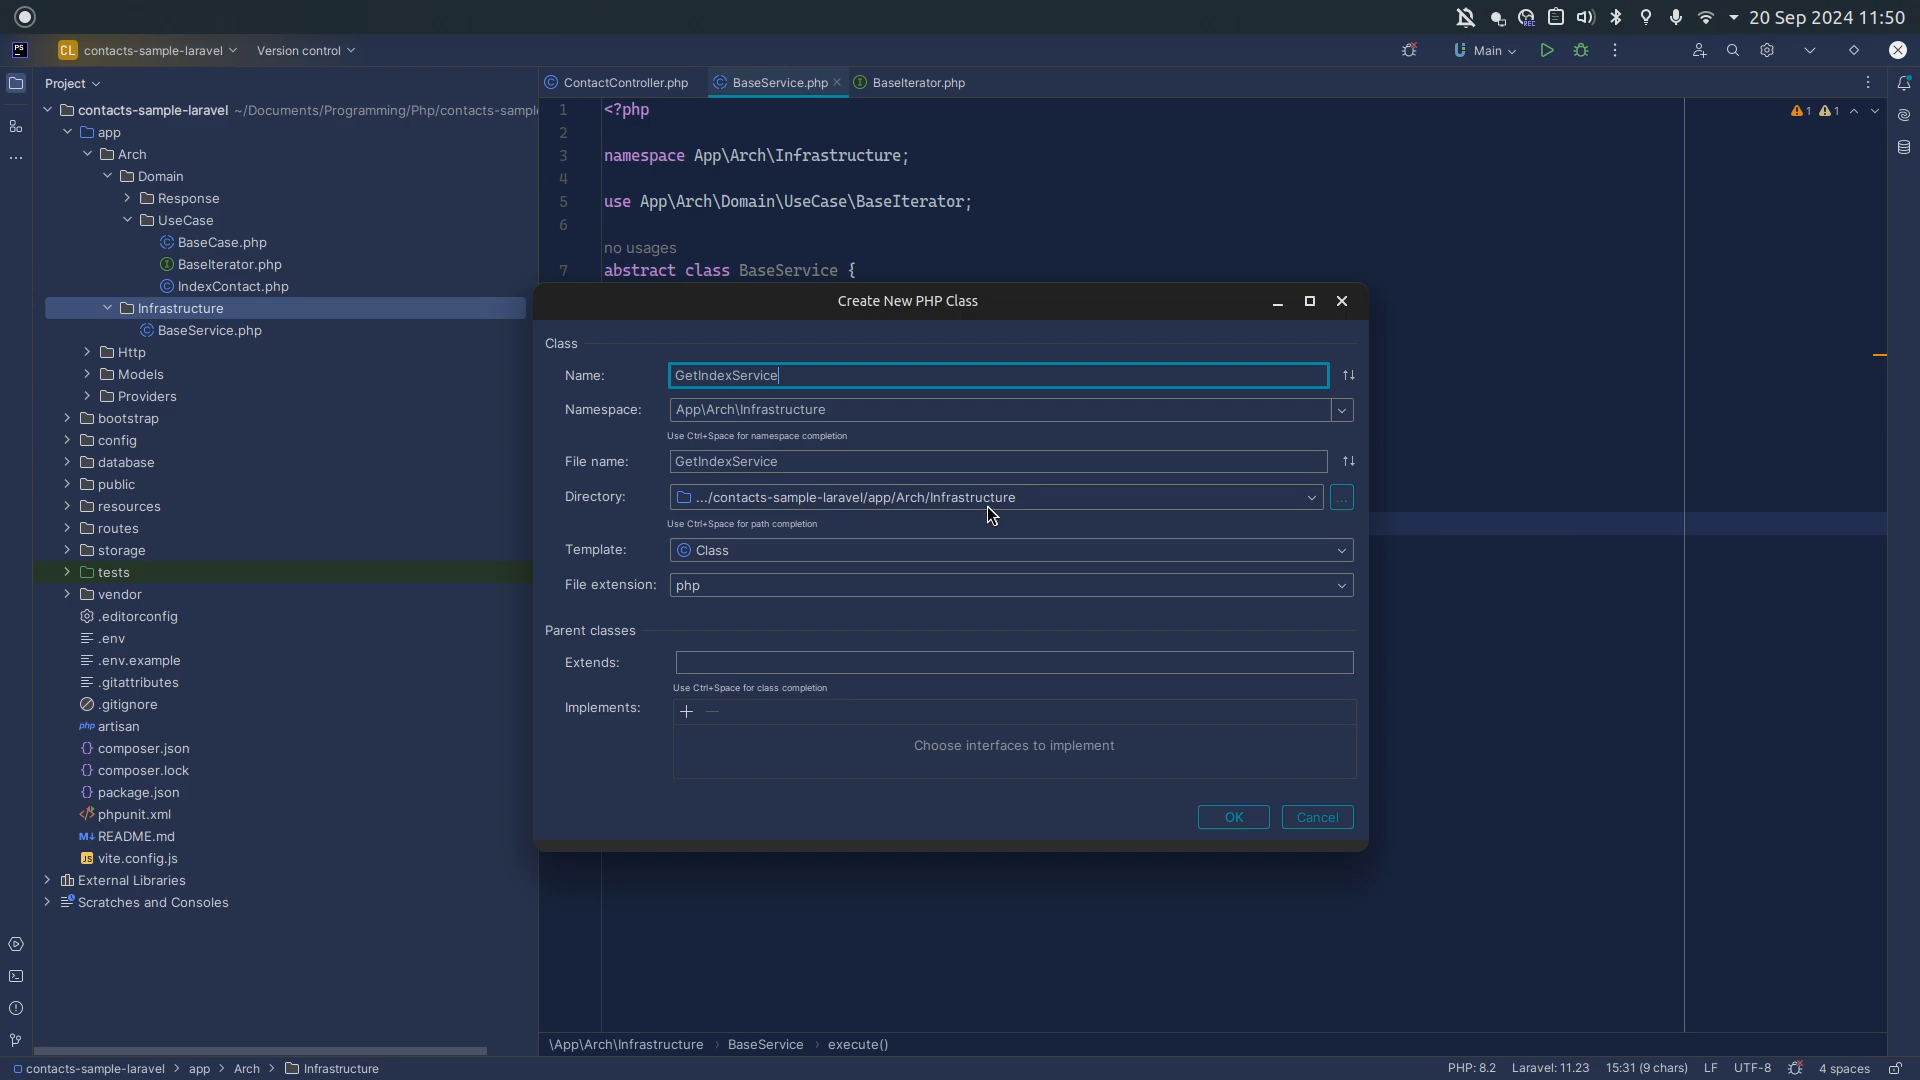 20 Sep 2024 11:50
PS
CL contacts-sample-laravel
Version control
Main
Project
contacts-sample-laravel ~/Documents/Programming/Php/contacts-sampl
app
Arch
Domain
Response
UseCase
BaseCase.php
BaseIterator.php
IndexContact.php
Infrastructure
BaseService.php
Http
Models
Providers
bootstrap
config
database
public
resources
routes
storage
tests
vendor
.editorconfig
.env
.env.example
.gitattributes
.gitignore
php artisan
composer.json
composer.lock
package.json
phpunit.xml
M↓ README.md
JS vite.config.js
External Libraries
Scratches and Consoles
ContactController.php
BaseService.php
BaseIterator.php
1 <?php
2
3 namespace App\Arch\Infrastructure;
4
5 use App\Arch\Domain\UseCase\BaseIterator;
6
no usages
7 abstract class BaseService {
1 1
Create New PHP Class
Class
Name: GetIndexService
Namespace: App\Arch\Infrastructure
Use Ctrl+Space for namespace completion
File name: GetIndexService
Directory: .../contacts-sample-laravel/app/Arch/Infrastructure ...
Use Ctrl+Space for path completion
Template: Class
File extension: php
Parent classes
Extends:
Use Ctrl+Space for class completion
Implements:
Choose interfaces to implement
OK Cancel
\App\Arch\Infrastructure › BaseService › execute()
contacts-sample-laravel › app › Arch › Infrastructure
PHP: 8.2 Laravel: 11.23 15:31 (9 chars) LF UTF-8 4 spaces